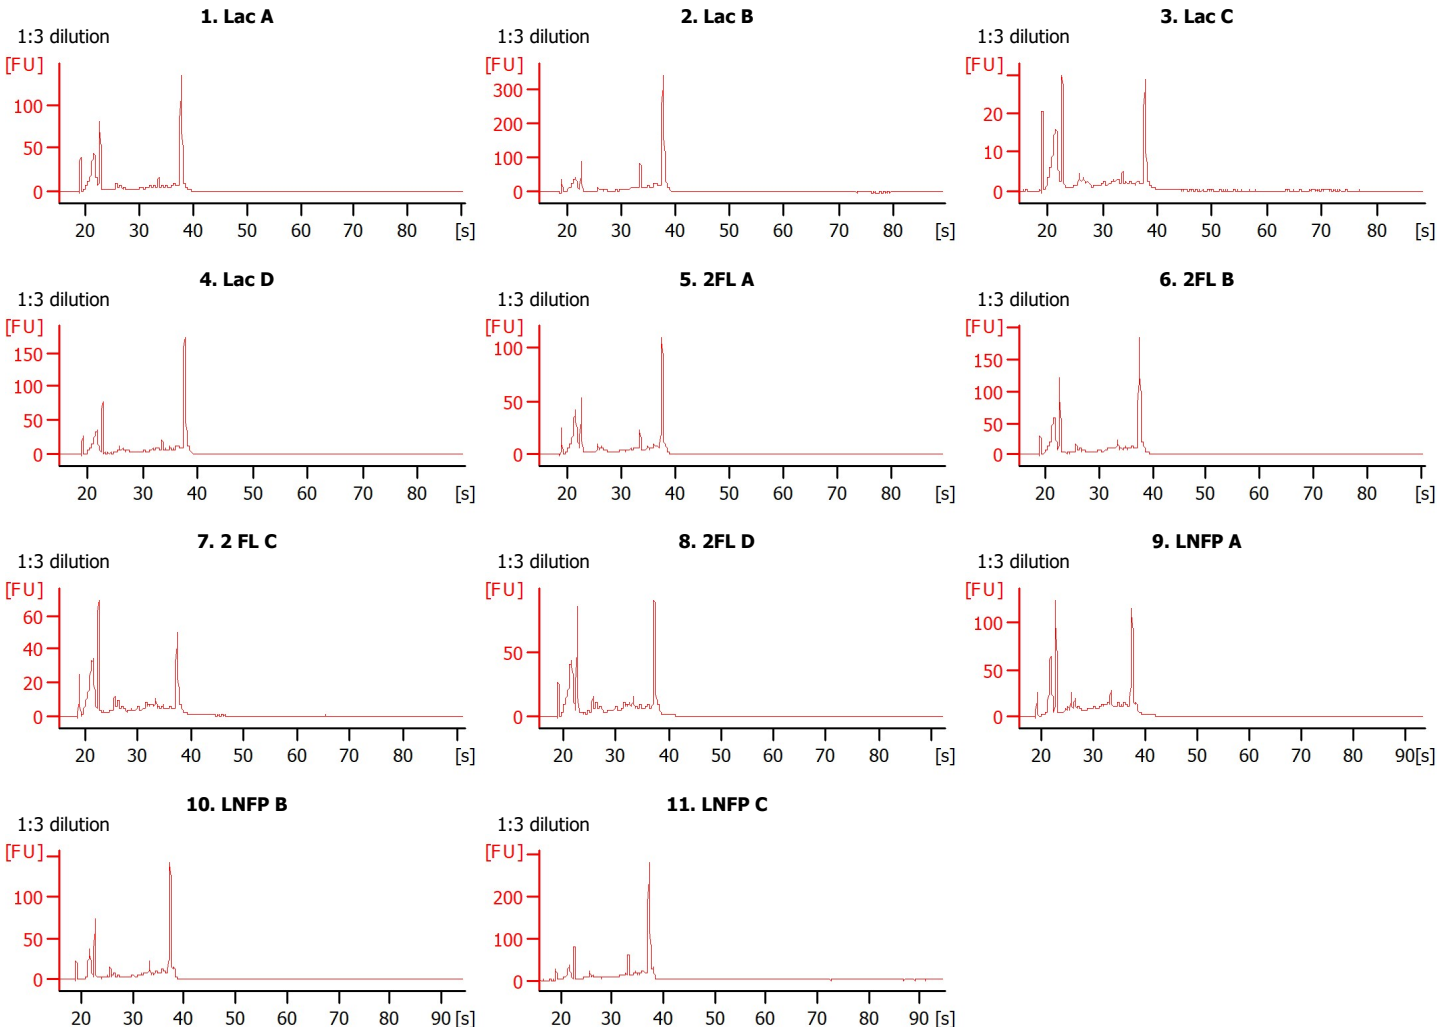 1. Lac A
1:3 dilution
[FU]
100
50
0
20 30 40 50 60 70 80 [s]
2. Lac B
1:3 dilution
[FU]
300
200
100
0
20 30 40 50 60 70 80 [s]
3. Lac C
1:3 dilution
[FU]
20
10
0
20 30 40 50 60 70 80 [s]
4. Lac D
1:3 dilution
[FU]
150
100
50
0
20 30 40 50 60 70 80 [s]
5. 2FL A
1:3 dilution
[FU]
100
50
0
20 30 40 50 60 70 80 [s]
6. 2FL B
1:3 dilution
[FU]
150
100
50
0
20 30 40 50 60 70 80 [s]
7. 2 FL C
1:3 dilution
[FU]
60
40
20
0
20 30 40 50 60 70 80 [s]
8. 2FL D
1:3 dilution
[FU]
50
0
20 30 40 50 60 70 80 [s]
9. LNFP A
1:3 dilution
[FU]
100
50
0
20 30 40 50 60 70 80 90[s]
10. LNFP B
1:3 dilution
[FU]
100
50
0
20 30 40 50 60 70 80 90 [s]
11. LNFP C
1:3 dilution
[FU]
200
100
0
20 30 40 50 60 70 80 90 [s]